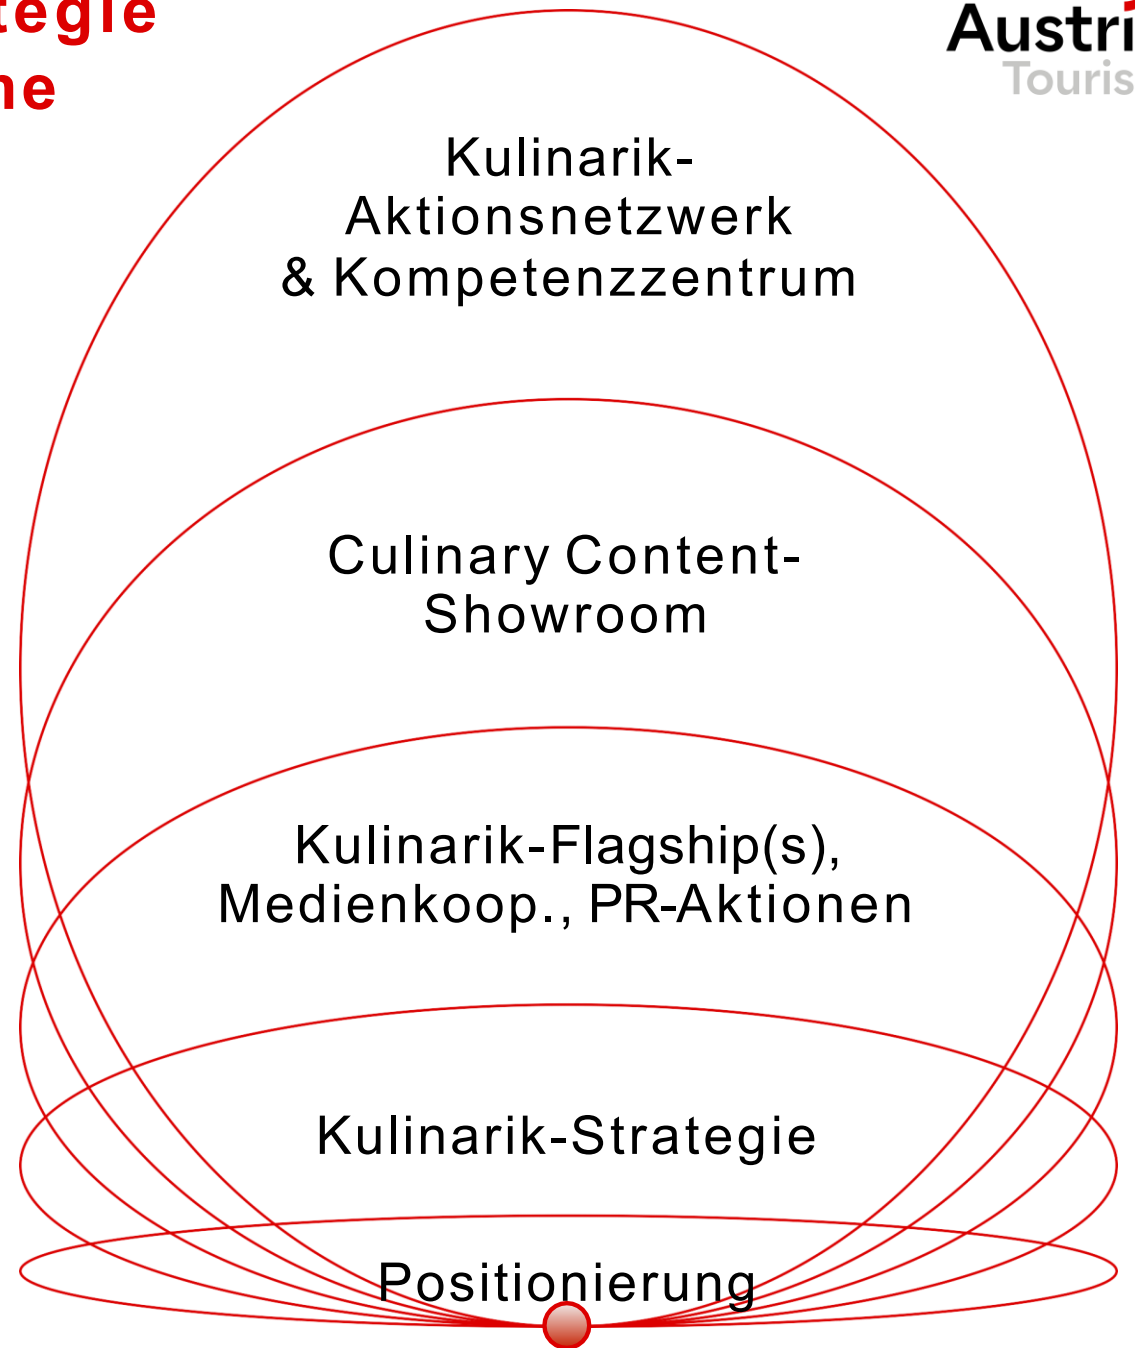 tegie
ne
Austri
Touris
Kulinarik-
Aktionsnetzwerk
& Kompetenzzentrum
Culinary Content-
Showroom
Kulinarik-Flagship(s),
Medienkoop., PR-Aktionen
Kulinarik-Strategie
Positionierung